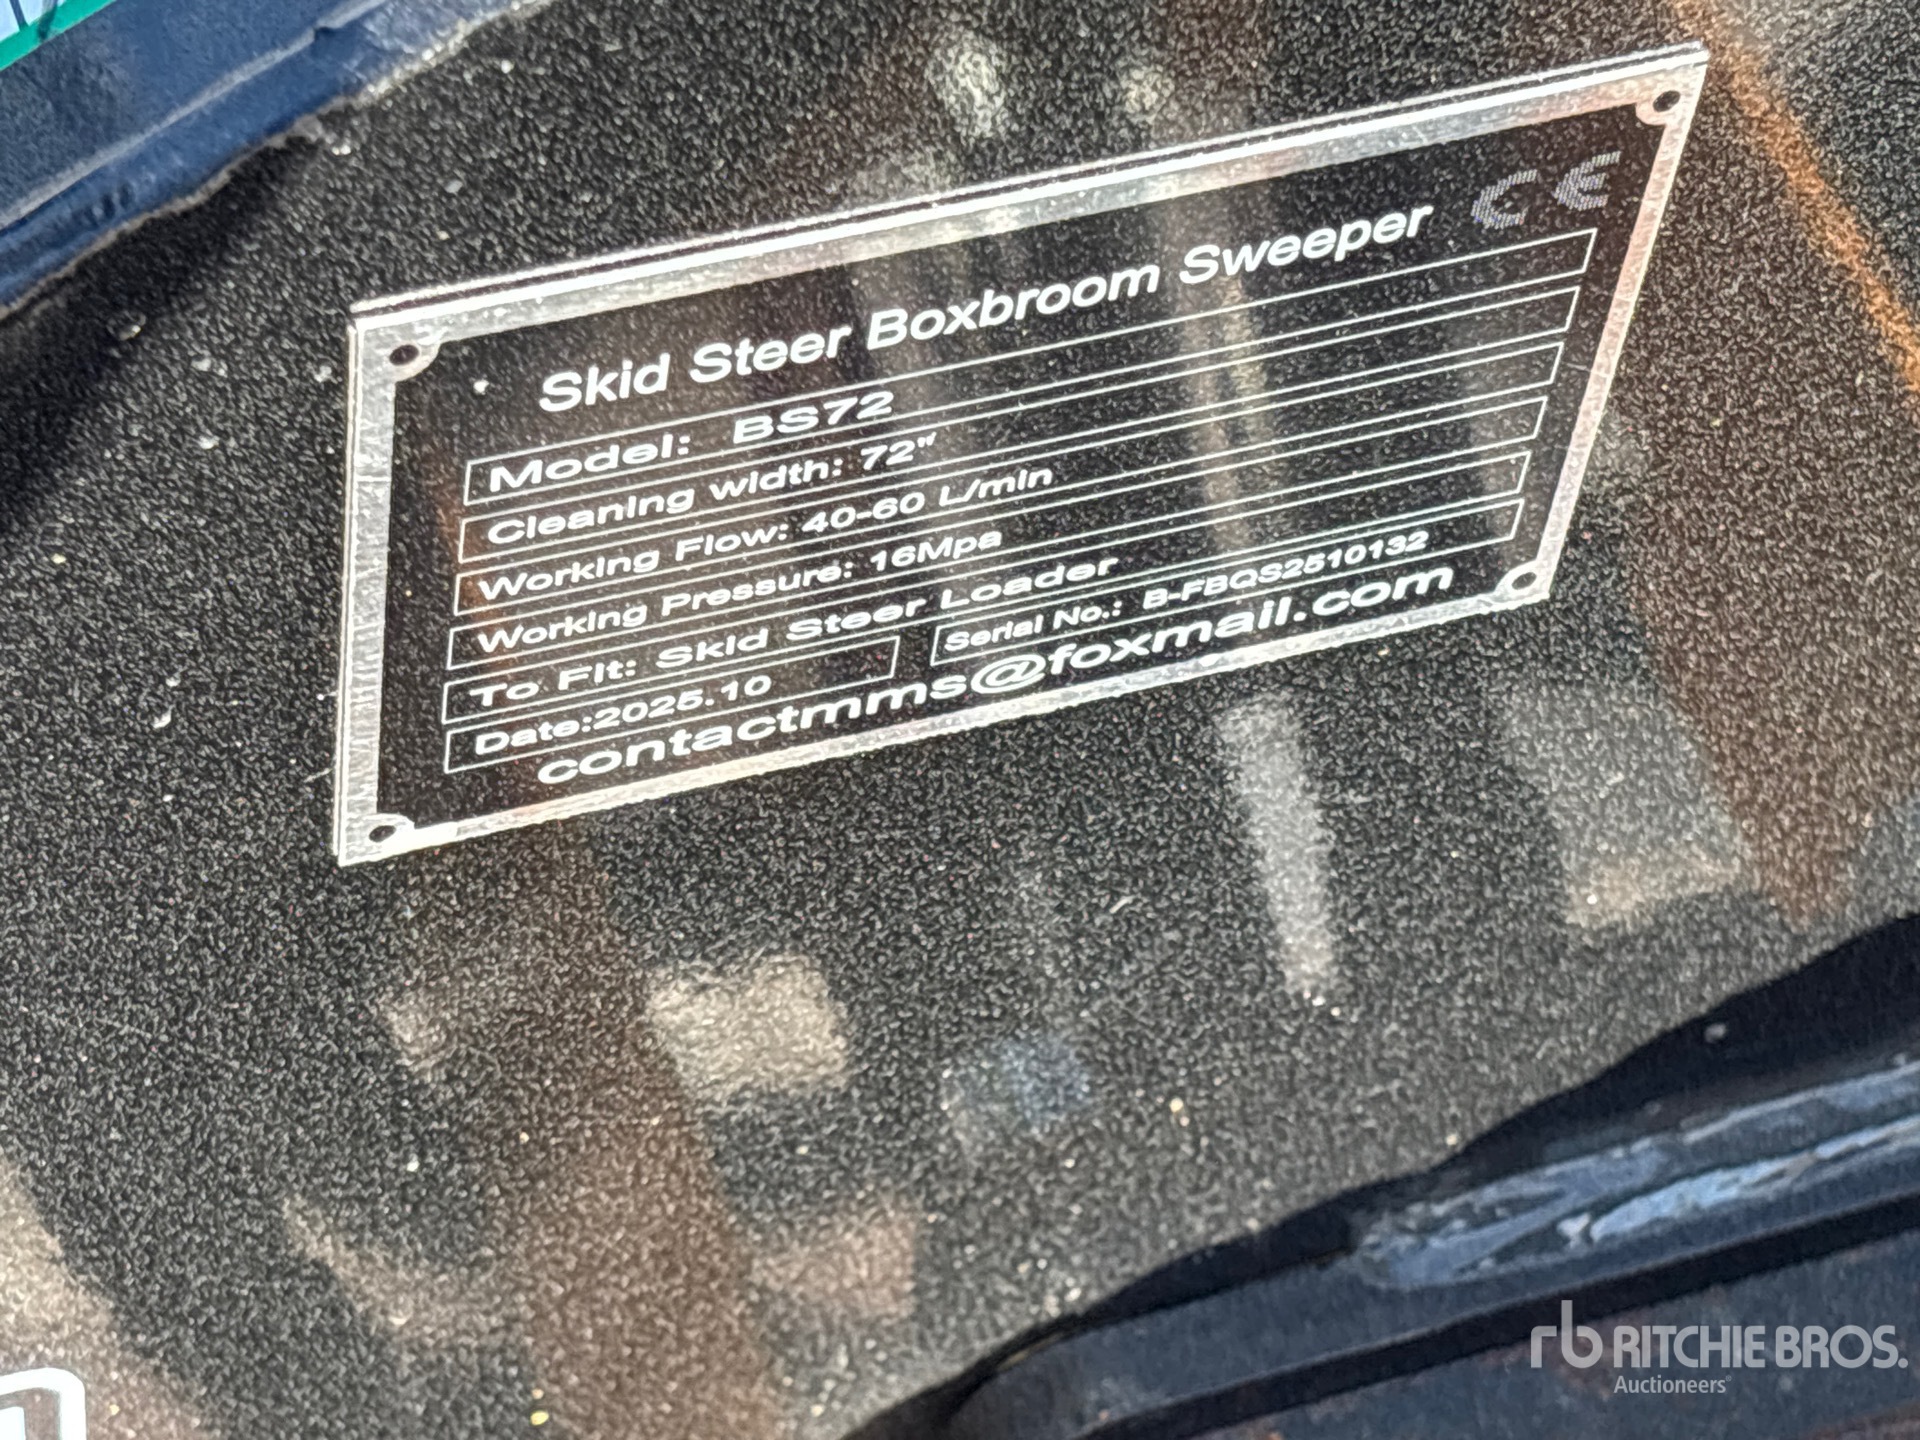 Skid Steer Boxbroom Sweeper CE
Model: BS72
Cleaning width: 72"
Working Flow: 40-60 L/min
Working Pressure: 16Mpa
To Fit: Skid Steer Loader
Date:2025.10 Serial No.: B-FBQS2510132
contactmms@foxmail.com
rb RITCHIE BROS.
Auctioneers